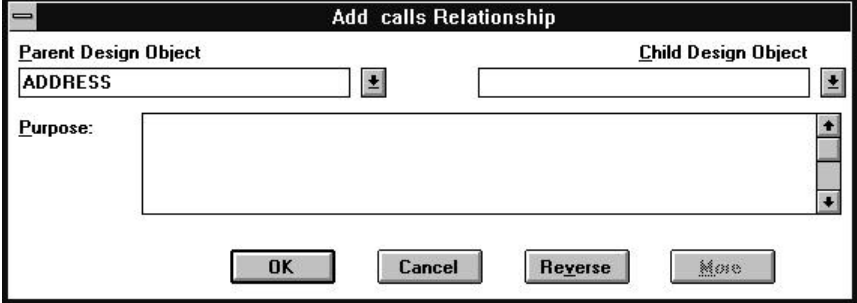 Add calls Relationship
Parent Design Object Child Design Object
ADDRESS
Purpose:
OK Cancel Reverse More